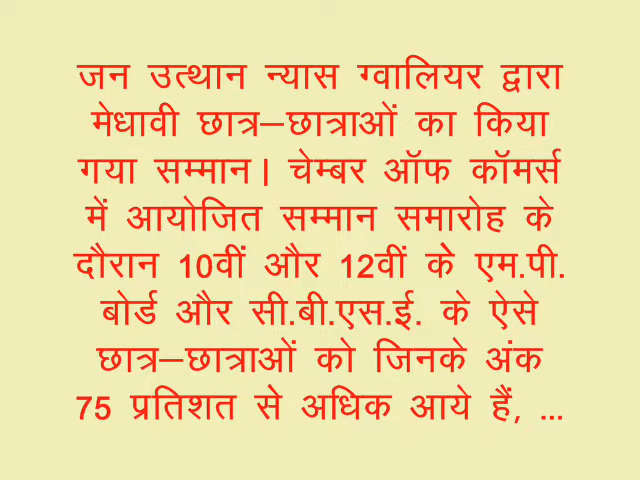 जन उत्थान न्यास ग्वालियर द्वारा
मेधावी छात्र–छात्राओं का किया
गया सम्मान। चेम्बर ऑफ कॉमर्स
में आयोजित सम्मान समारोह के
दौरान 10वीं और 12वीं के एम.पी.
बोर्ड और सी.बी.एस.ई. के ऐसे
छात्र–छात्राओं को जिनके अंक
75 प्रतिशत से अधिक आये हैं, ...